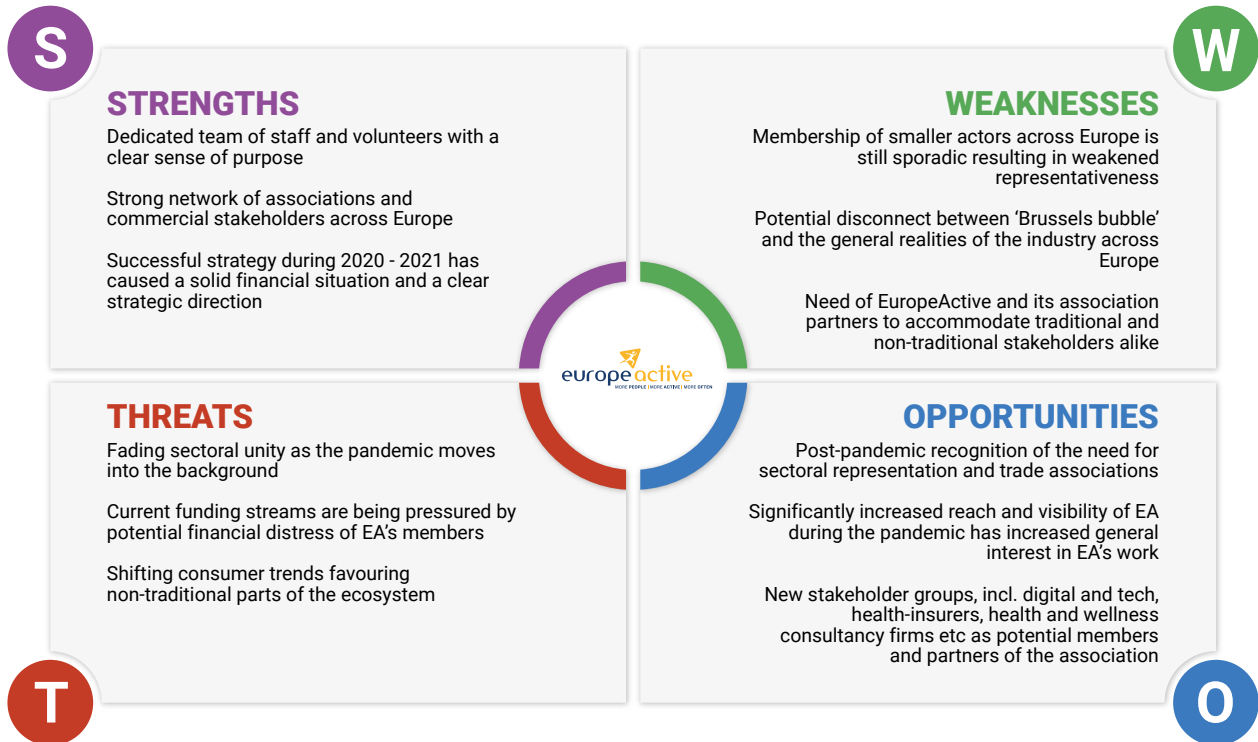 S
STRENGTHS
Dedicated team of staff and volunteers with a
clear sense of purpose
Strong network of associations and
commercial stakeholders across Europe
Successful strategy during 2020 - 2021 has
caused a solid financial situation and a clear
strategic direction
W
WEAKNESSES
Membership of smaller actors across Europe is
still sporadic resulting in weakened
representativeness
Potential disconnect between ‘Brussels bubble’
and the general realities of the industry across
Europe
Need of EuropeActive and its association
partners to accommodate traditional and
non-traditional stakeholders alike
europeactive
MORE PEOPLE | MORE ACTIVE | MORE OFTEN
THREATS
Fading sectoral unity as the pandemic moves
into the background
Current funding streams are being pressured by
potential financial distress of EA’s members
Shifting consumer trends favouring
non-traditional parts of the ecosystem
T
OPPORTUNITIES
Post-pandemic recognition of the need for
sectoral representation and trade associations
Significantly increased reach and visibility of EA
during the pandemic has increased general
interest in EA’s work
New stakeholder groups, incl. digital and tech,
health-insurers, health and wellness
consultancy firms etc as potential members
and partners of the association
O